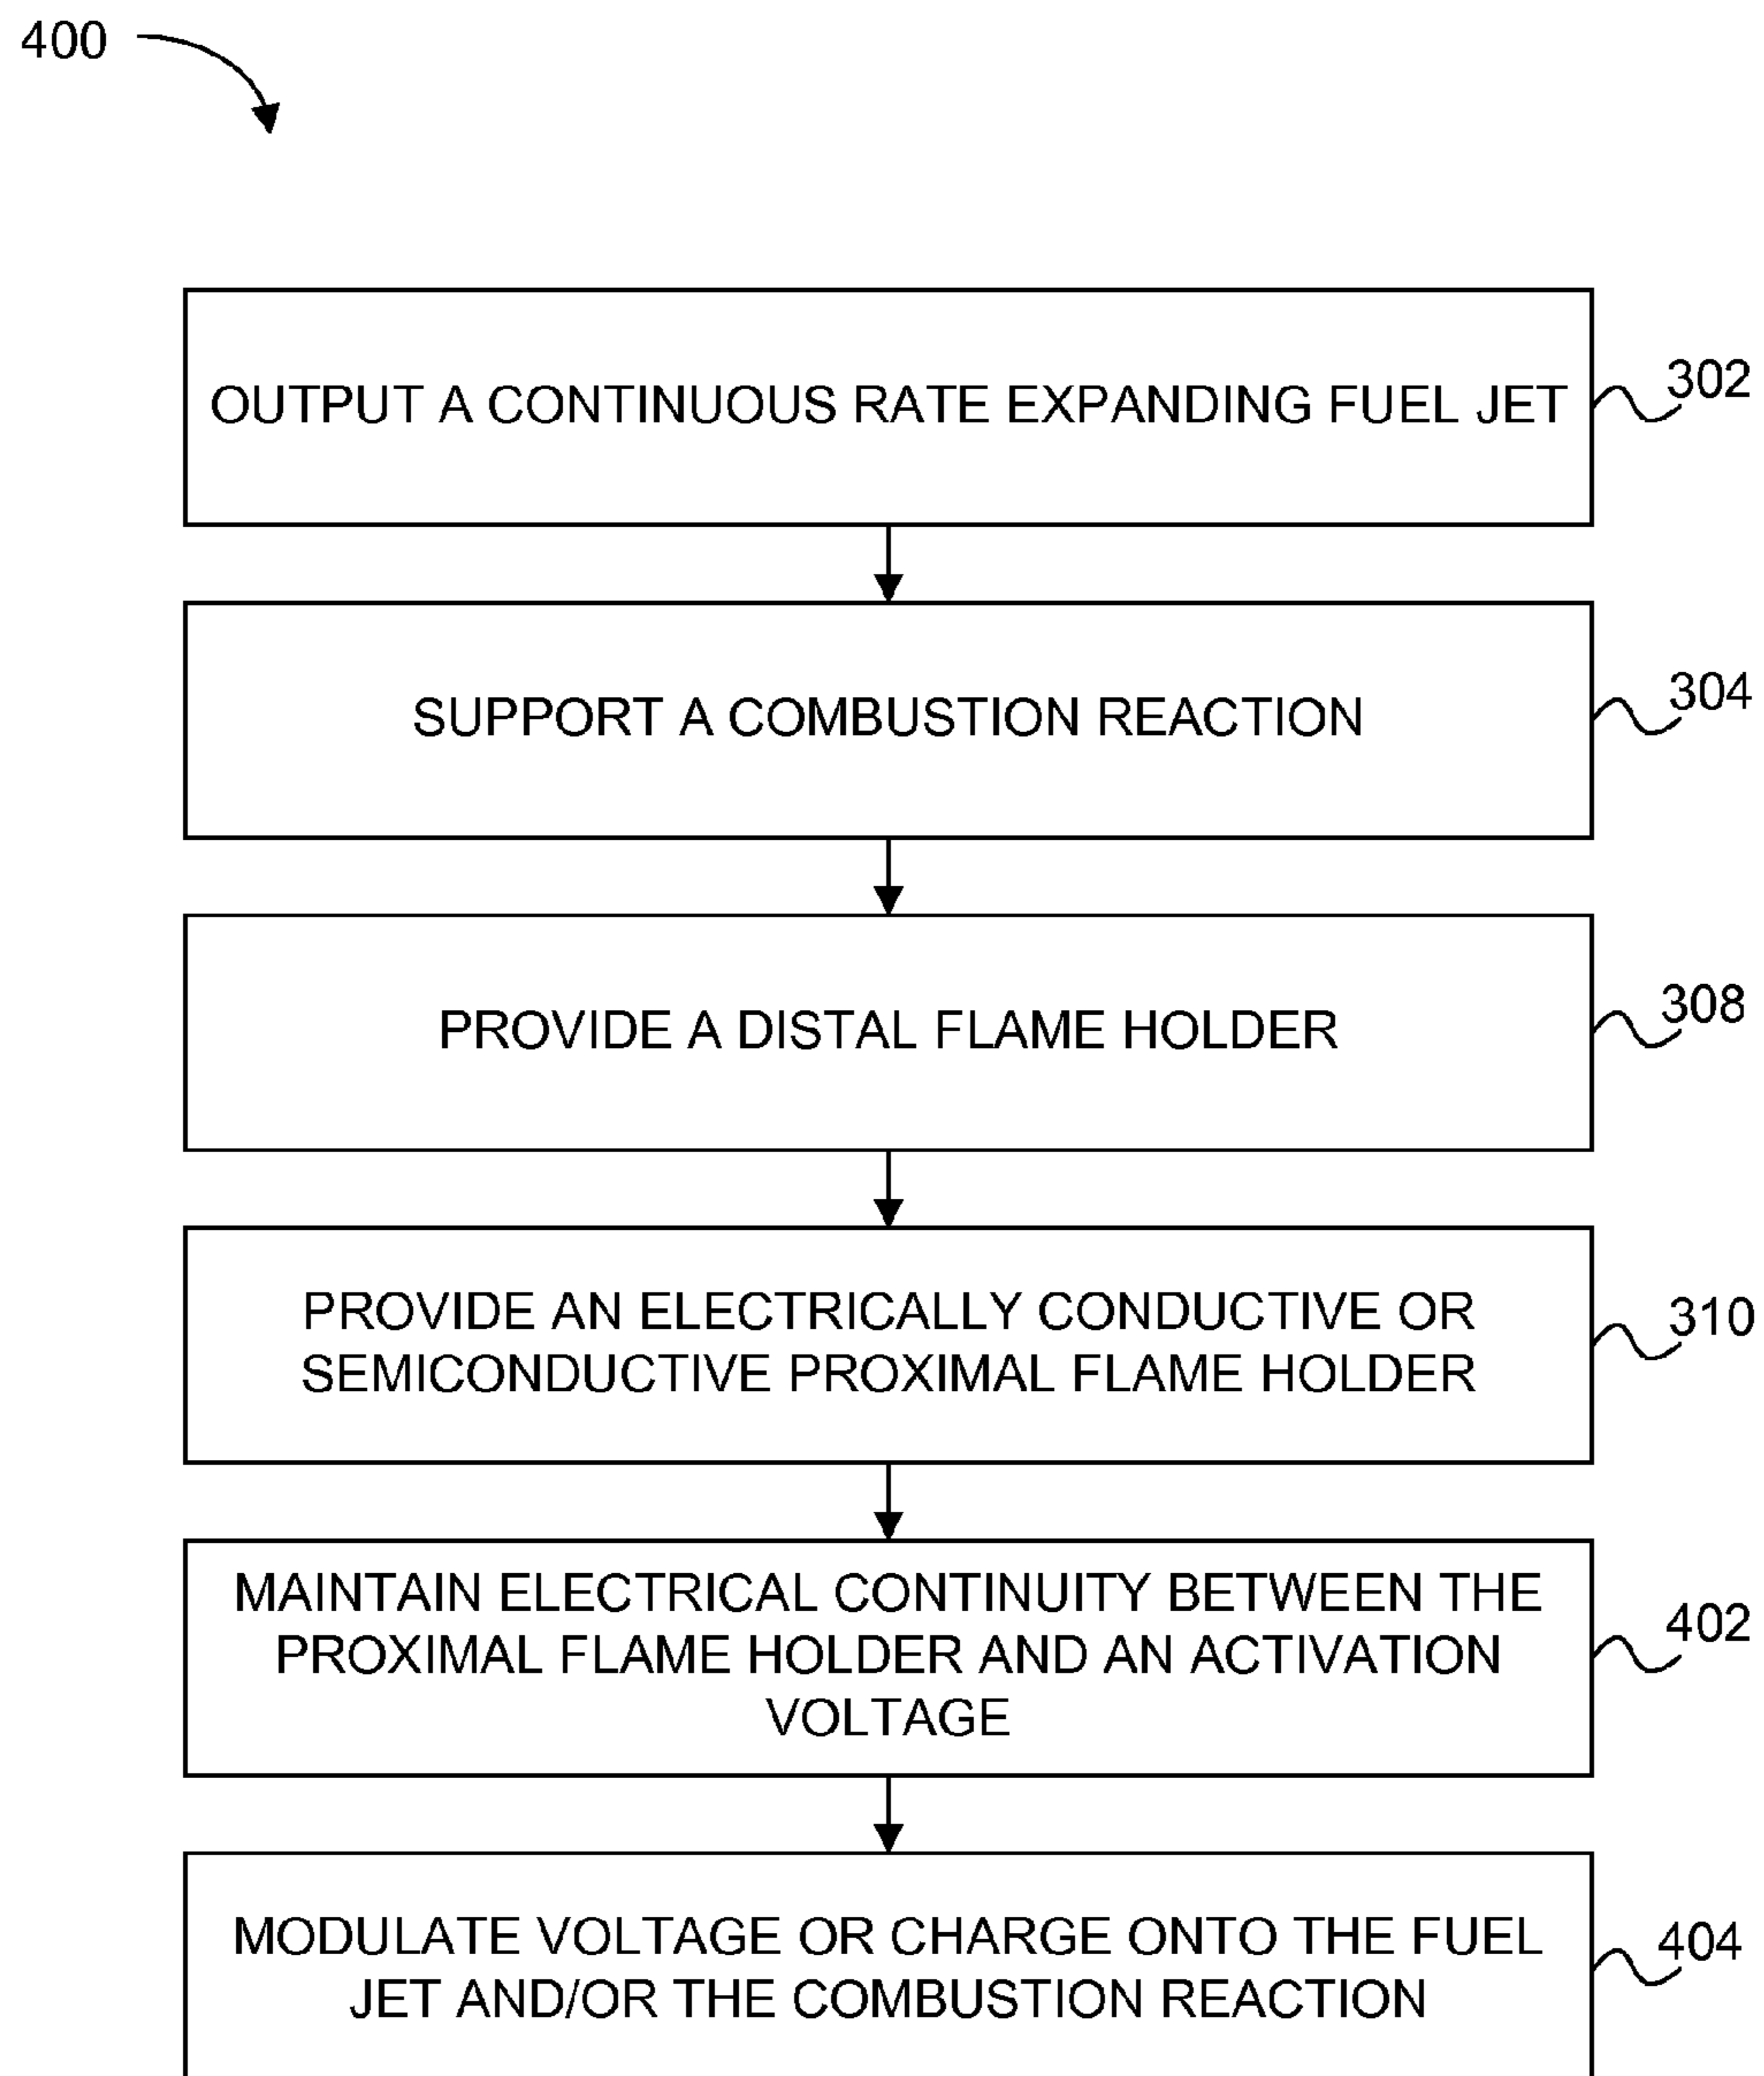 400
OUTPUT A CONTINUOUS RATE EXPANDING FUEL JET
302
SUPPORT A COMBUSTION REACTION
304
PROVIDE A DISTAL FLAME HOLDER
308
PROVIDE AN ELECTRICALLY CONDUCTIVE OR
SEMICONDUCTIVE PROXIMAL FLAME HOLDER
310
MAINTAIN ELECTRICAL CONTINUITY BETWEEN THE
PROXIMAL FLAME HOLDER AND AN ACTIVATION
VOLTAGE
402
MODULATE VOLTAGE OR CHARGE ONTO THE FUEL
JET AND/OR THE COMBUSTION REACTION
404